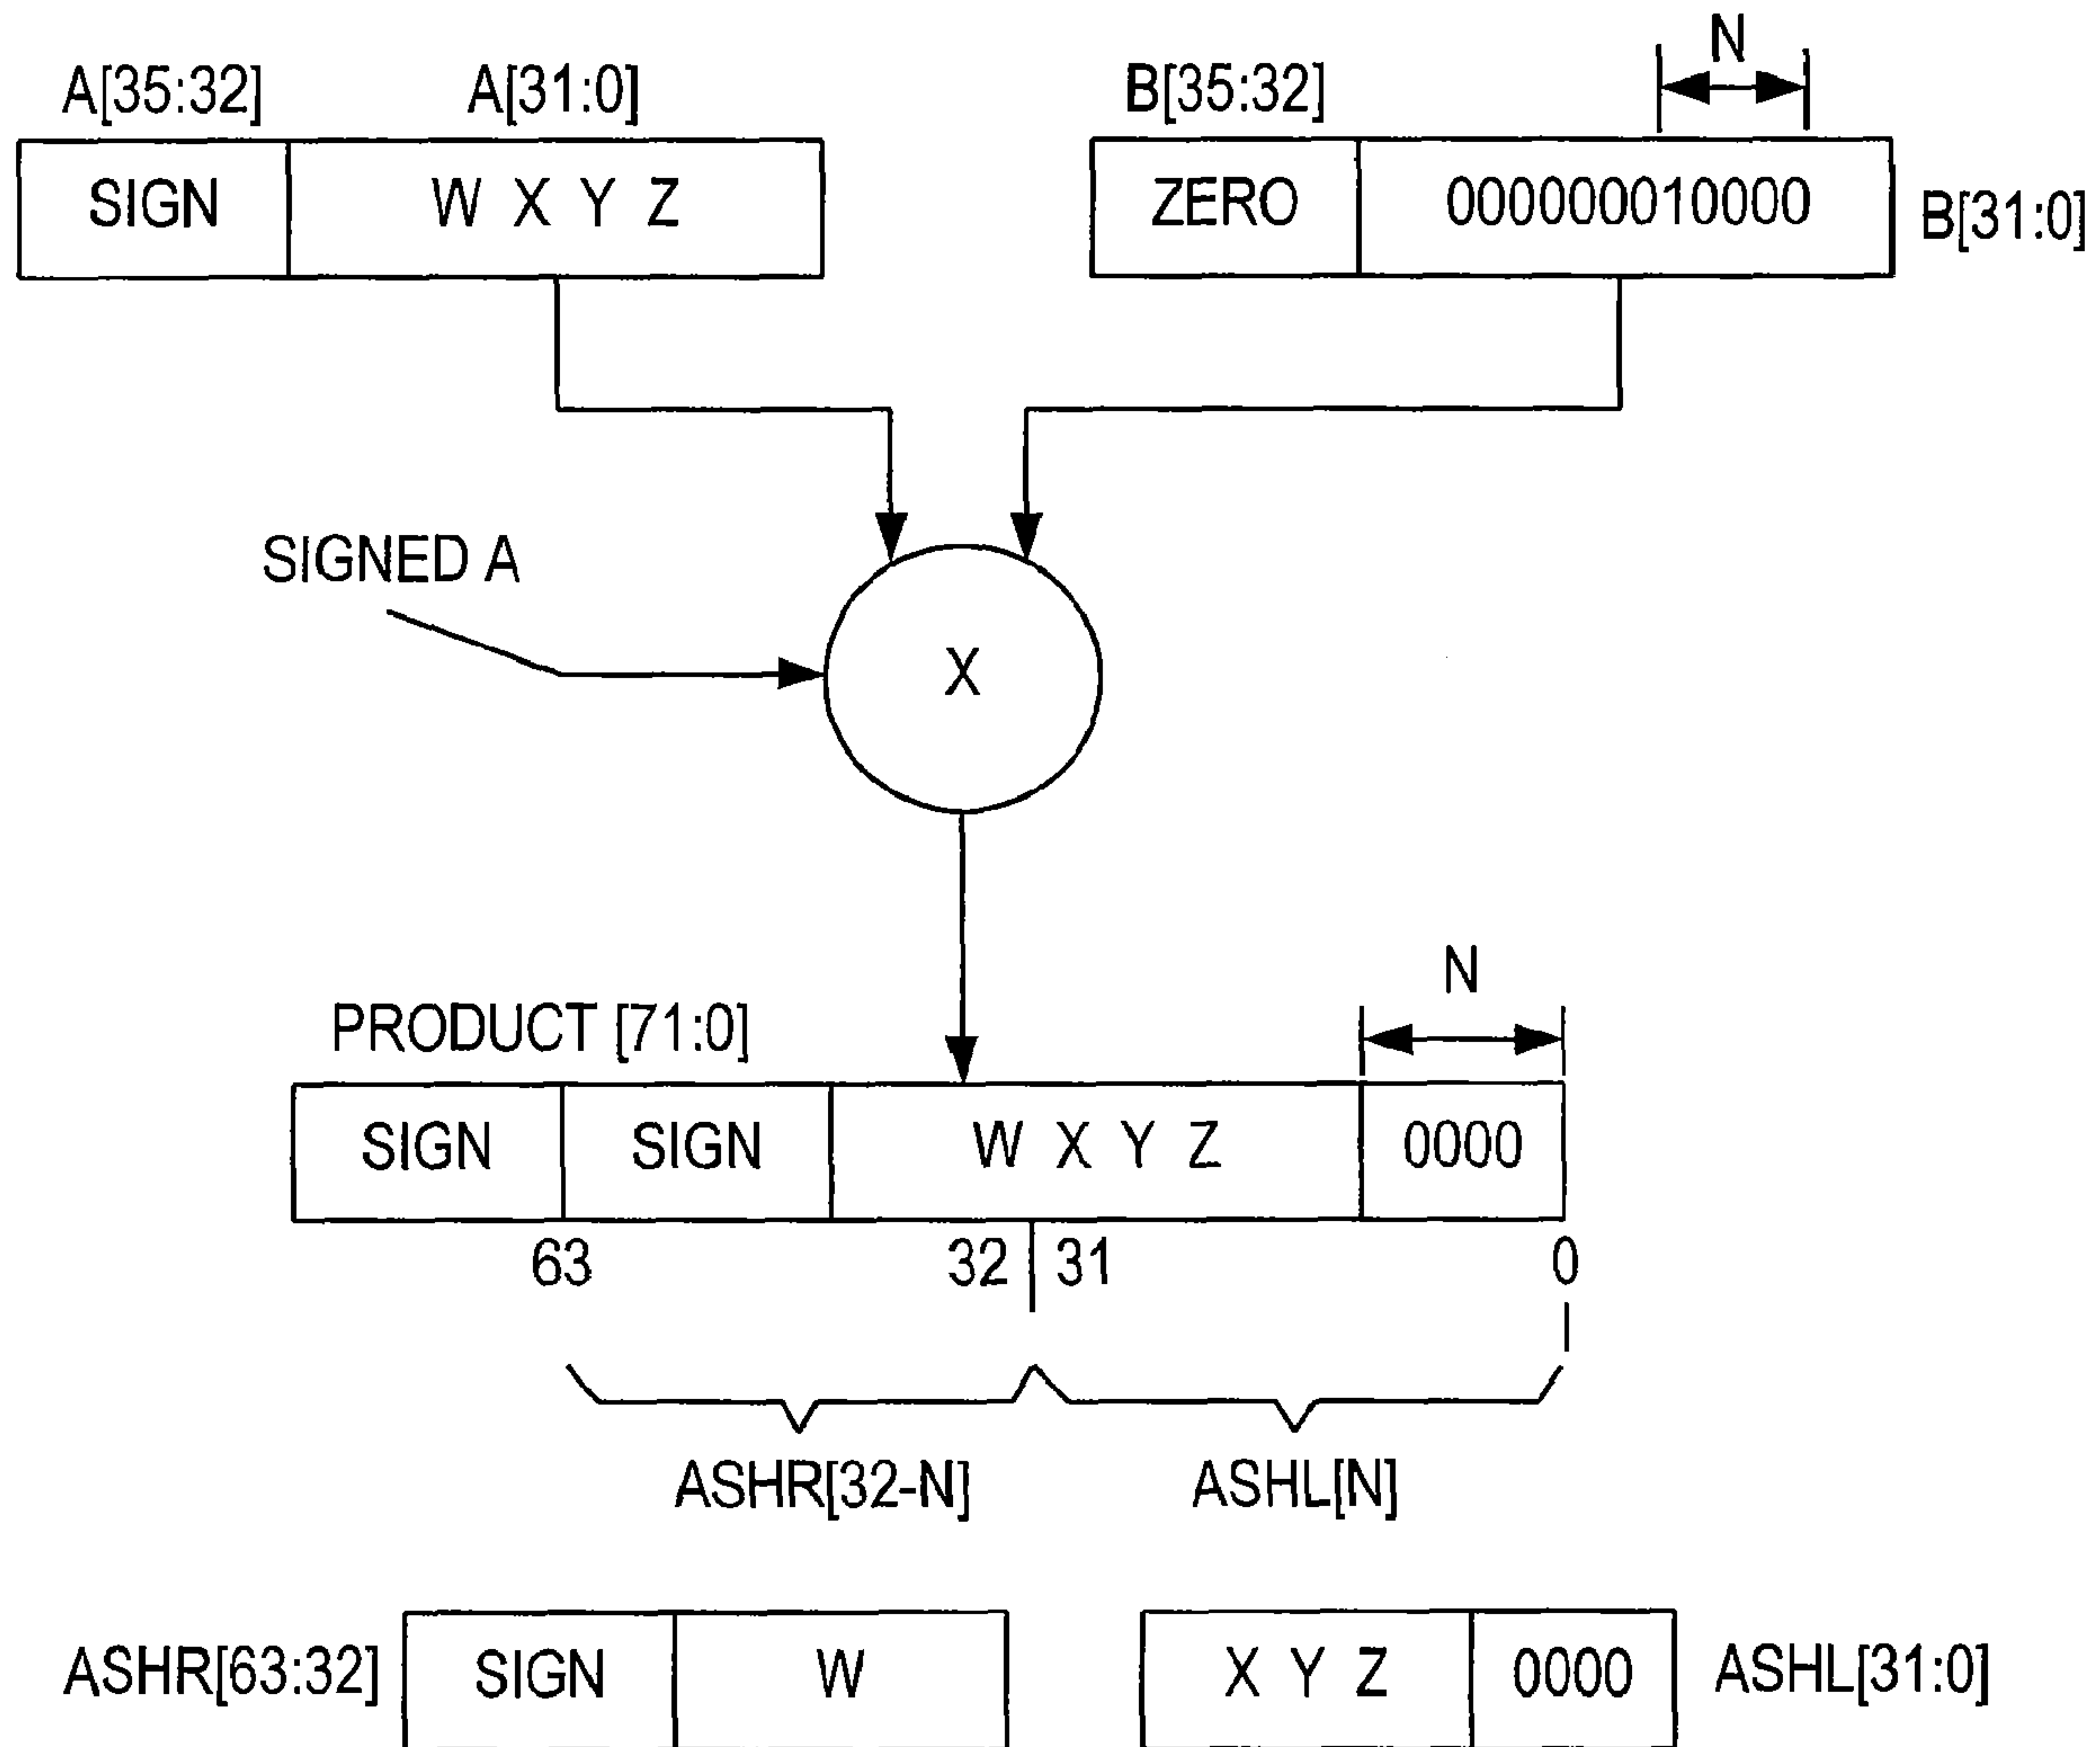 N
A[35:32] A[31:0] B[35:32]
SIGN W X Y Z ZERO 000000010000 B[31:0]
SIGNED A
X
N
PRODUCT [71:0]
SIGN SIGN W X Y Z 0000
63 32 31 0
ASHR[32-N] ASHL[N]
ASHR[63:32] SIGN W X Y Z 0000 ASHL[31:0]